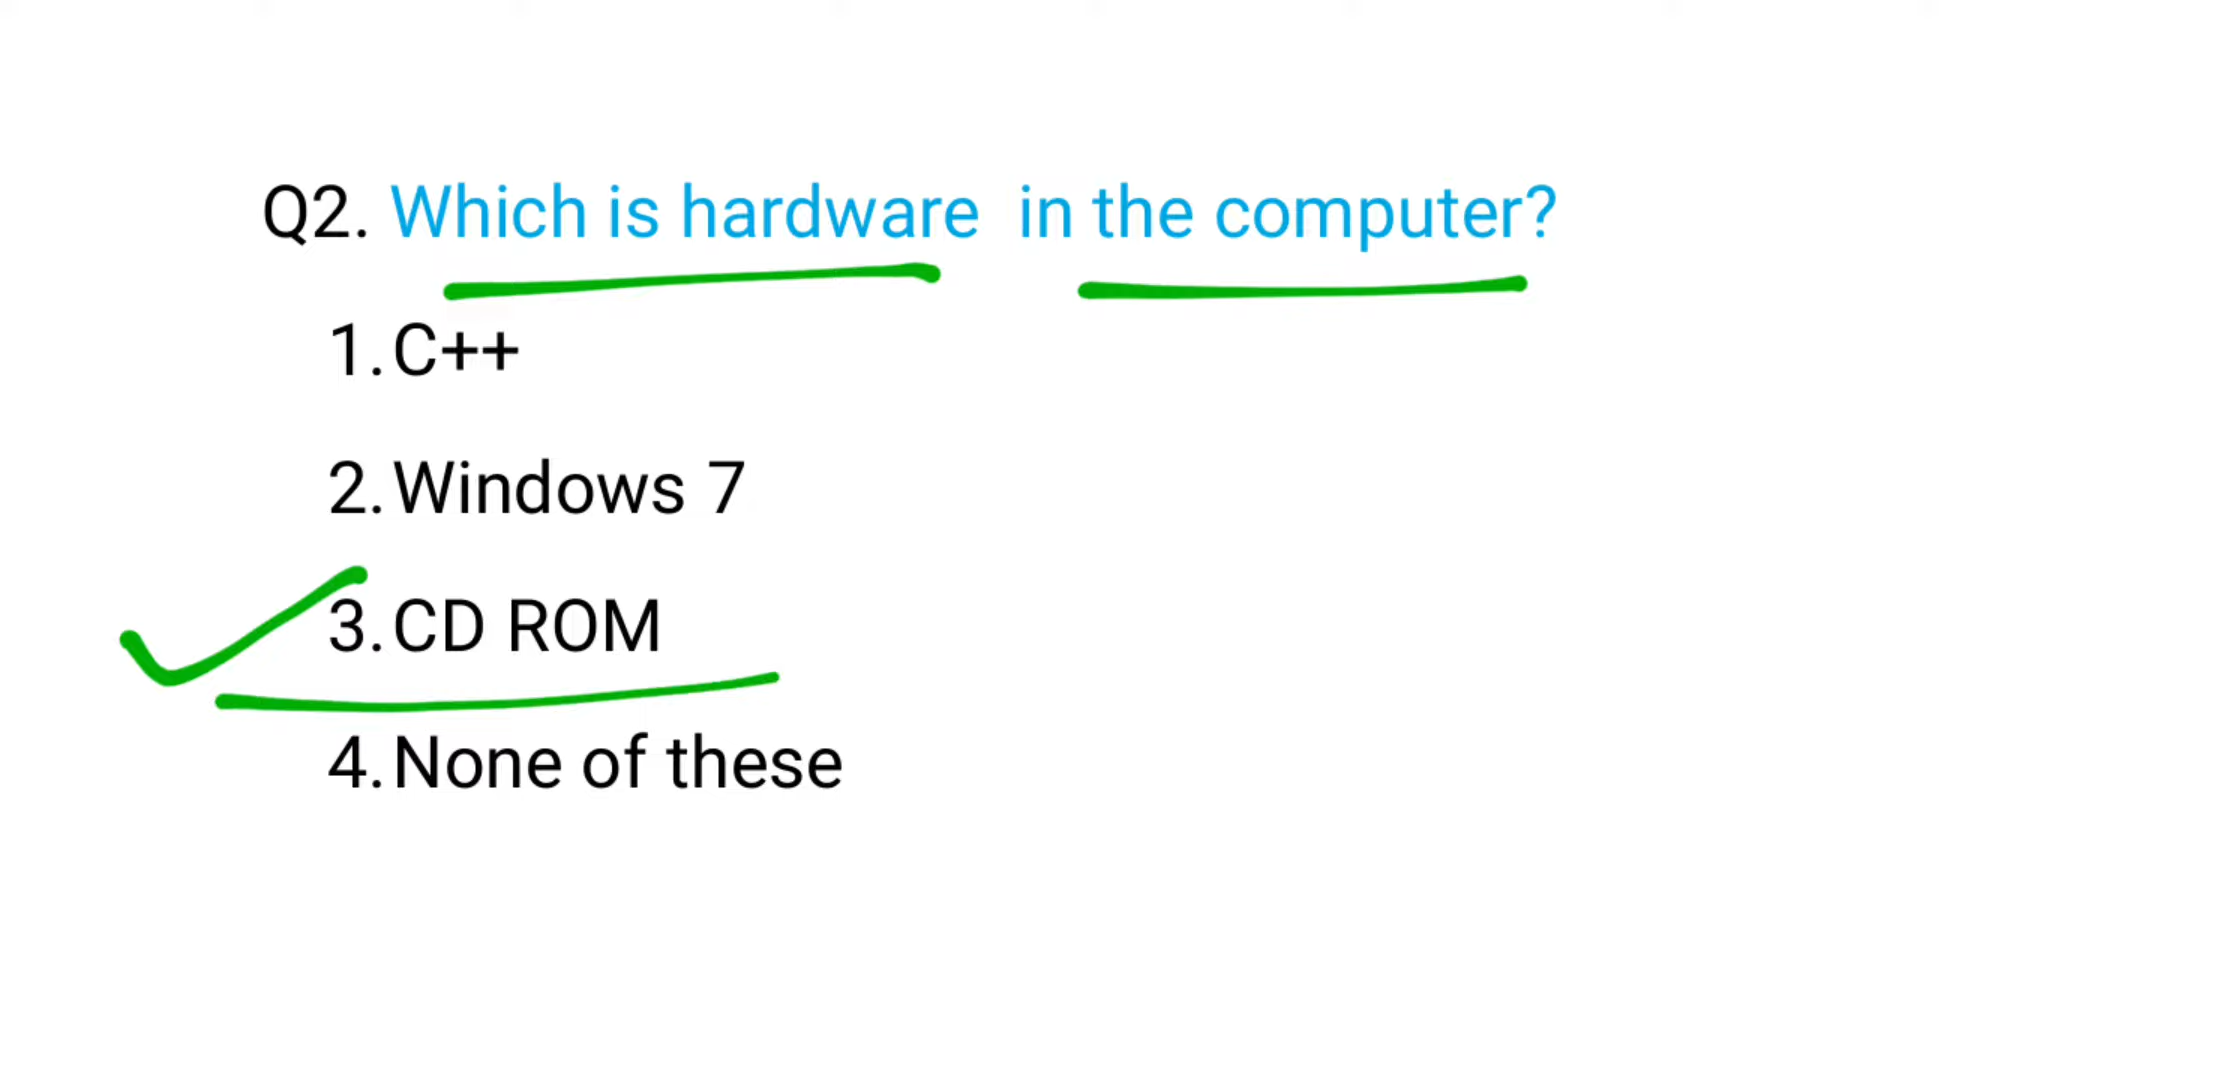 Q2. Which is hardware in the computer?
1. C++
2. Windows 7
3. CD ROM
4. None of these